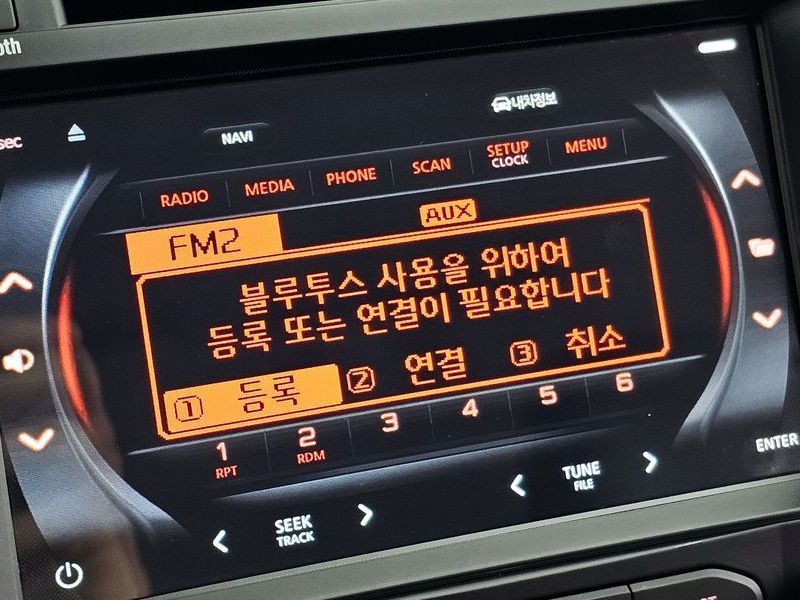 내차정보
NAVI
RADIO MEDIA PHONE SCAN SETUP CLOCK MENU
AUX
FM2
블루투스 사용을 위하여
등록 또는 연결이 필요합니다
① 등록 ② 연결 ③ 취소
1 2 3 4 5 6
RPT RDM
ENTER
SEEK TRACK
TUNE FILE